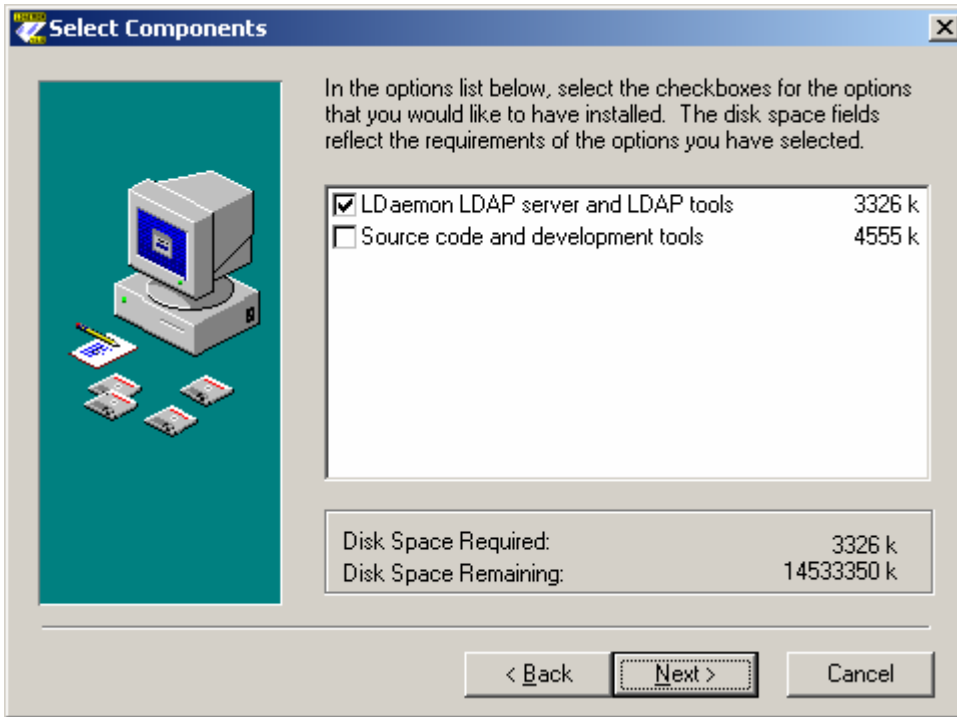 Select Components
In the options list below, select the checkboxes for the options
that you would like to have installed. The disk space fields
reflect the requirements of the options you have selected.
LDaemon LDAP server and LDAP tools 3326 k
Source code and development tools 4555 k
Disk Space Required: 3326 k
Disk Space Remaining: 14533350 k
< Back Next > Cancel